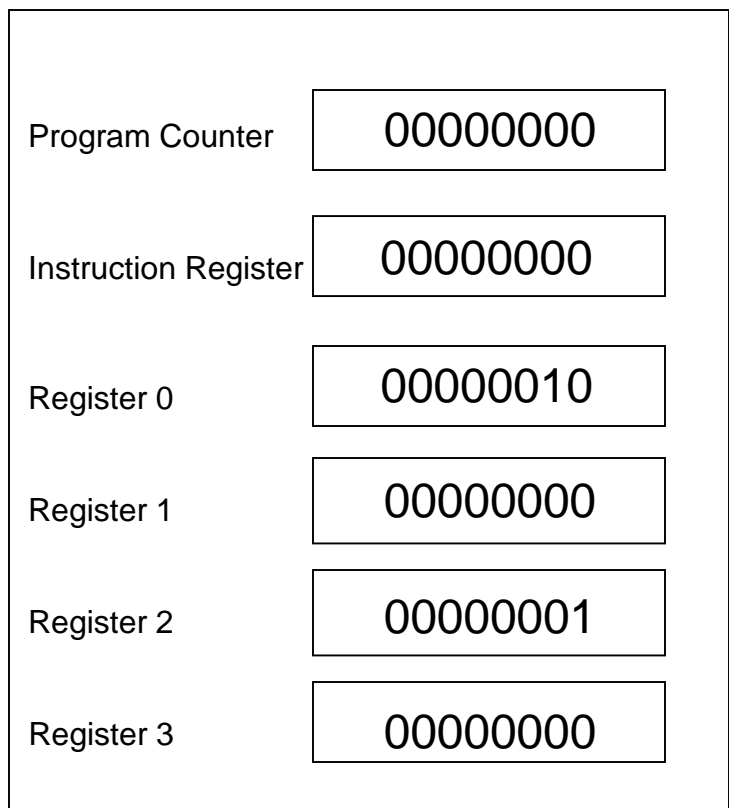 Program Counter 00000000
Instruction Register 00000000
Register 0 00000010
Register 1 00000000
Register 2 00000001
Register 3 00000000